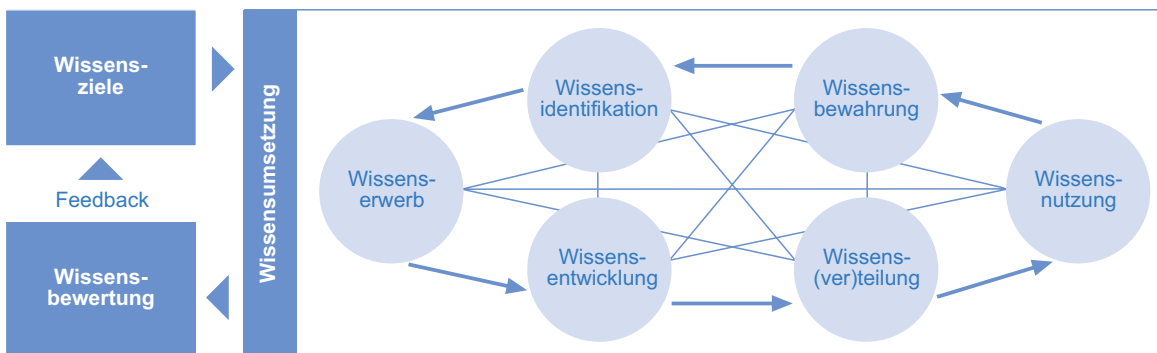 Wissens-
ziele
Feedback
Wissens-
bewertung
Wissensumsetzung
Wissens-
identifikation
Wissens-
bewahrung
Wissens-
erwerb
Wissens-
nutzung
Wissens-
entwicklung
Wissens-
(ver)teilung